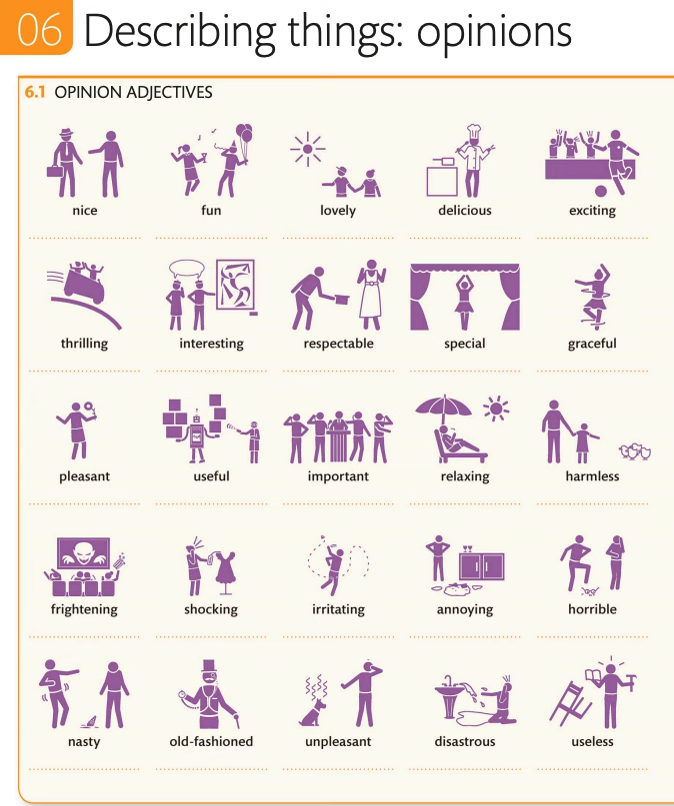 06 Describing things: opinions
6.1 OPINION ADJECTIVES
nice fun lovely delicious exciting
thrilling interesting respectable special graceful
pleasant useful important relaxing harmless
frightening shocking irritating annoying horrible
nasty old-fashioned unpleasant disastrous useless